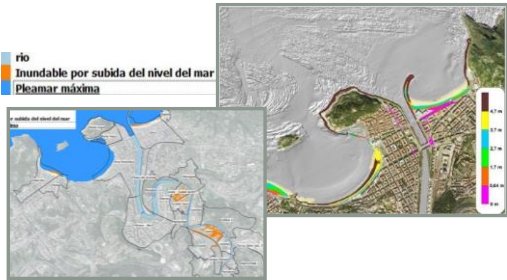 rio
Inundable por subida del nivel del mar
Pleamar máxima
r subida del nivel del mar
4,7 m
3,7 m
2,7 m
1,7 m
0,64 m
0 m